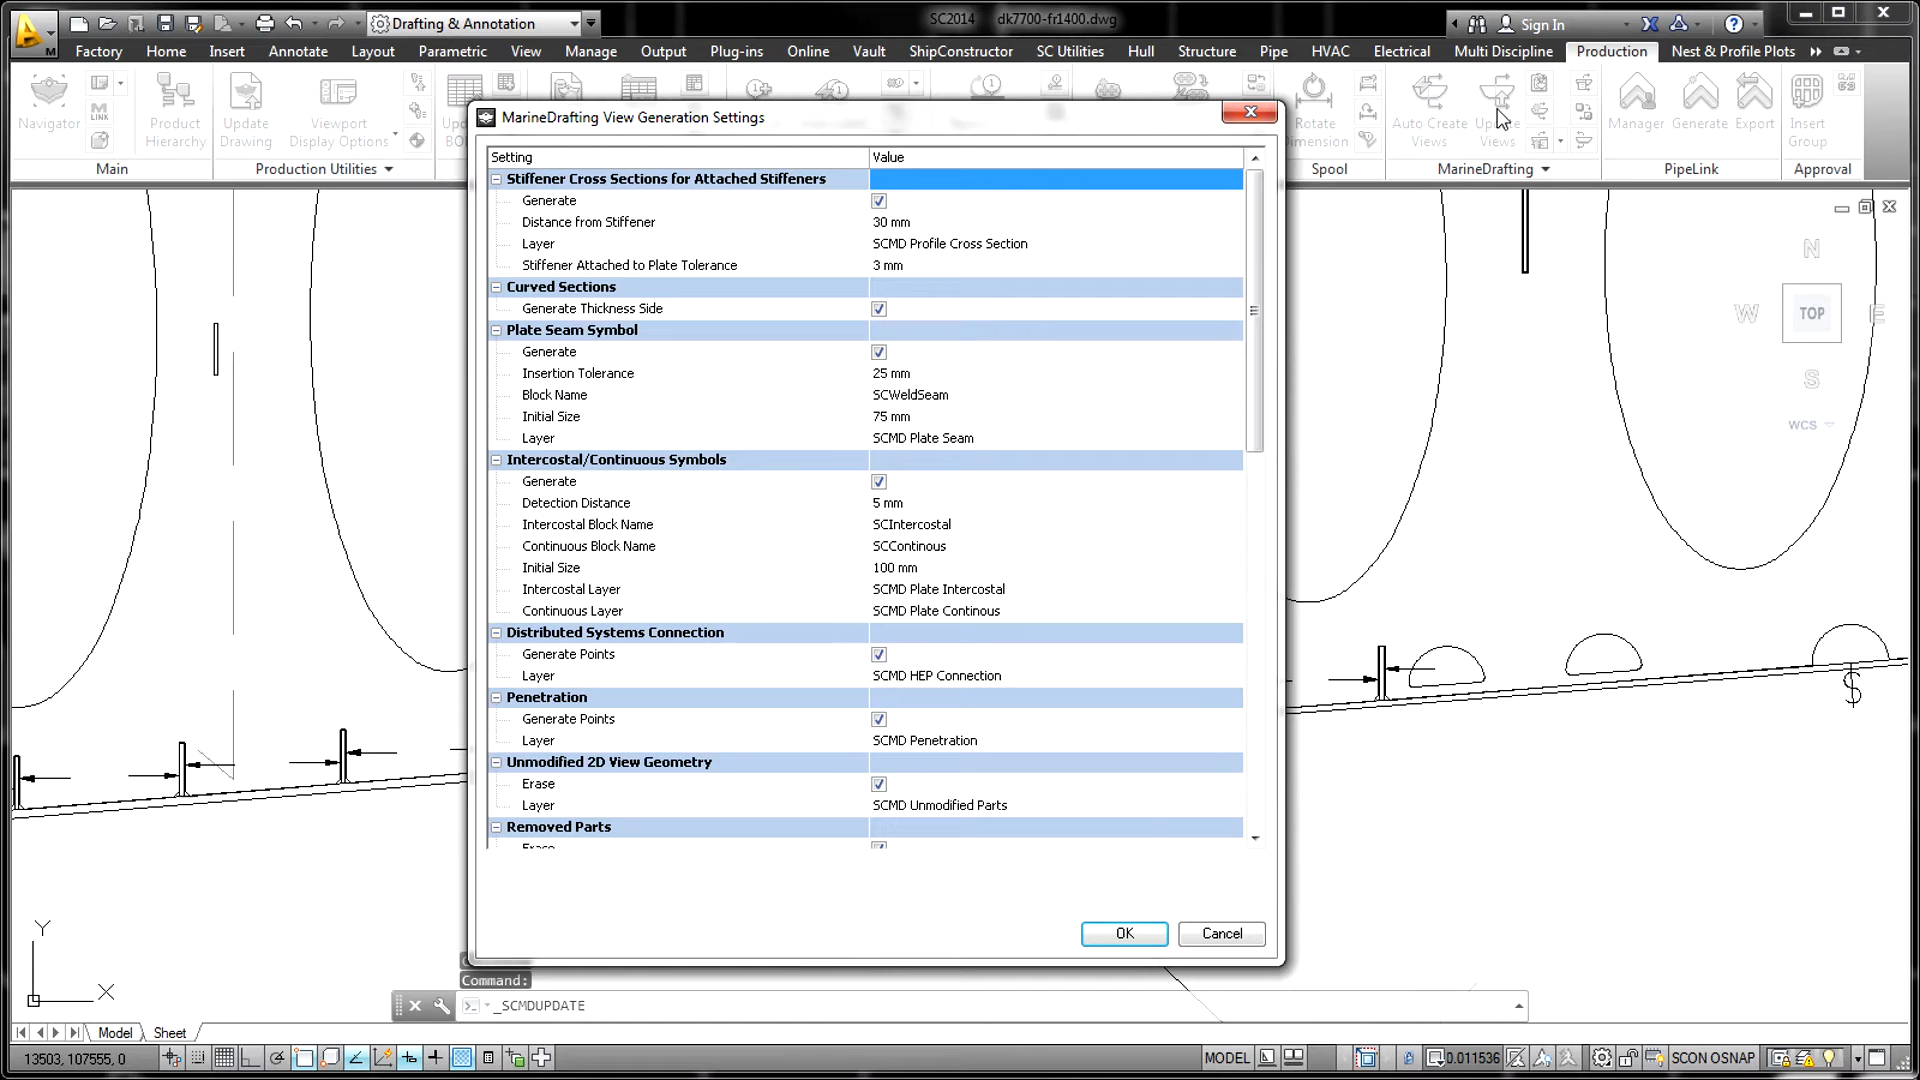 SC2014 dk7700-fr1400.dwg
Drafting & Annotation
Sign In
Factory Home Insert Annotate Layout Parametric View Manage Output Plug-ins Online Vault ShipConstructor SC Utilities Hull Structure Pipe HVAC Electrical Multi Discipline Production Nest & Profile Plots
Navigator
M
LINK
Product
Hierarchy
Update
Drawing
Viewport
Display Options
Rotate
Auto Create
Views
Views
Manager
Generate
Export
Insert
Group
Main
Production Utilities
Spool
MarineDrafting
PipeLink
Approval
MarineDrafting View Generation Settings
Setting Value
Stiffener Cross Sections for Attached Stiffeners
Generate
Distance from Stiffener 30 mm
Layer SCMD Profile Cross Section
Stiffener Attached to Plate Tolerance 3 mm
Curved Sections
Generate Thickness Side
Plate Seam Symbol
Generate
Insertion Tolerance 25 mm
Block Name SCWeldSeam
Initial Size 75 mm
Layer SCMD Plate Seam
Intercostal/Continuous Symbols
Generate
Detection Distance 5 mm
Intercostal Block Name SCIntercostal
Continuous Block Name SCContinous
Initial Size 100 mm
Intercostal Layer SCMD Plate Intercostal
Continuous Layer SCMD Plate Continous
Distributed Systems Connection
Generate Points
Layer SCMD HEP Connection
Penetration
Generate Points
Layer SCMD Penetration
Unmodified 2D View Geometry
Erase
Layer SCMD Unmodified Parts
Removed Parts
Erase
OK Cancel
N
W TOP E
S
WCS
Y
X
Command:
_SCMDUPDATE
Model Sheet
13503, 107555, 0
MODEL
0.011536
SCON OSNAP